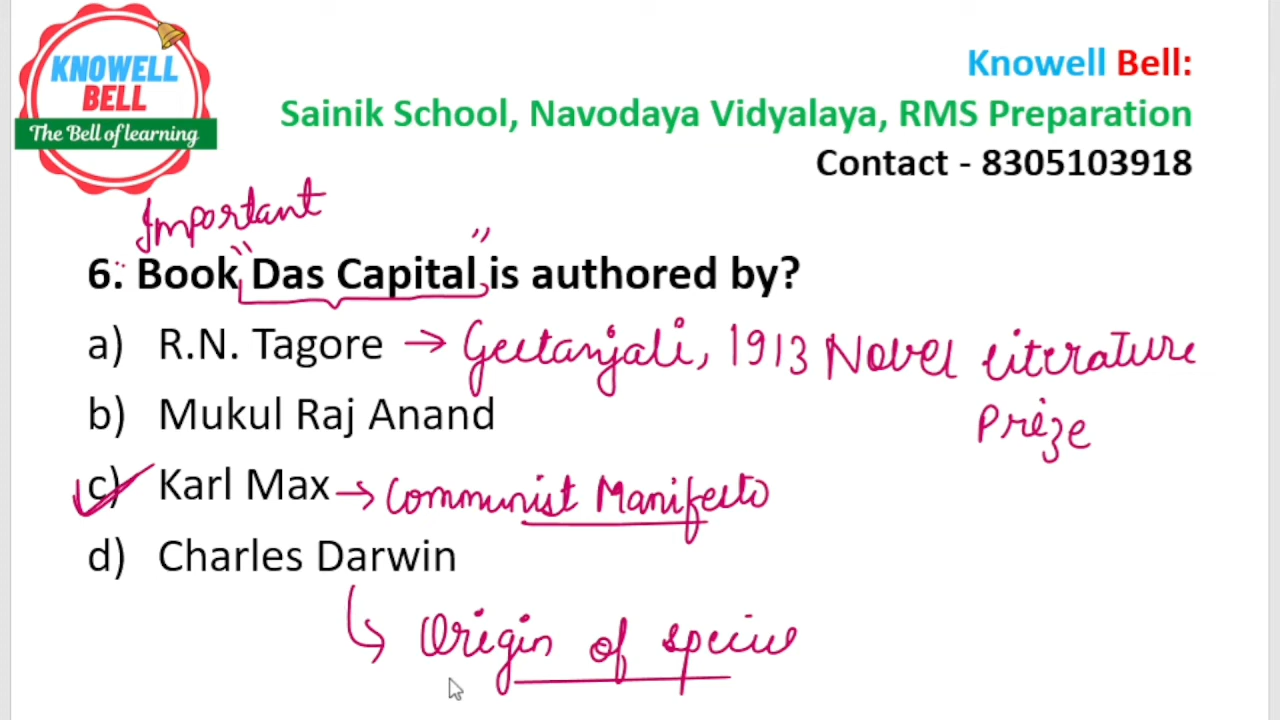 KNOWELL
BELL
The Bell of learning
Knowell Bell:
Sainik School, Navodaya Vidyalaya, RMS Preparation
Contact - 8305103918
Important
6. Book "Das Capital" is authored by?
a) R.N. Tagore → Geetanjali, 1913 Novel literature
Prize
b) Mukul Raj Anand
c) Karl Max → Communist Manifesto
d) Charles Darwin
Origin of species